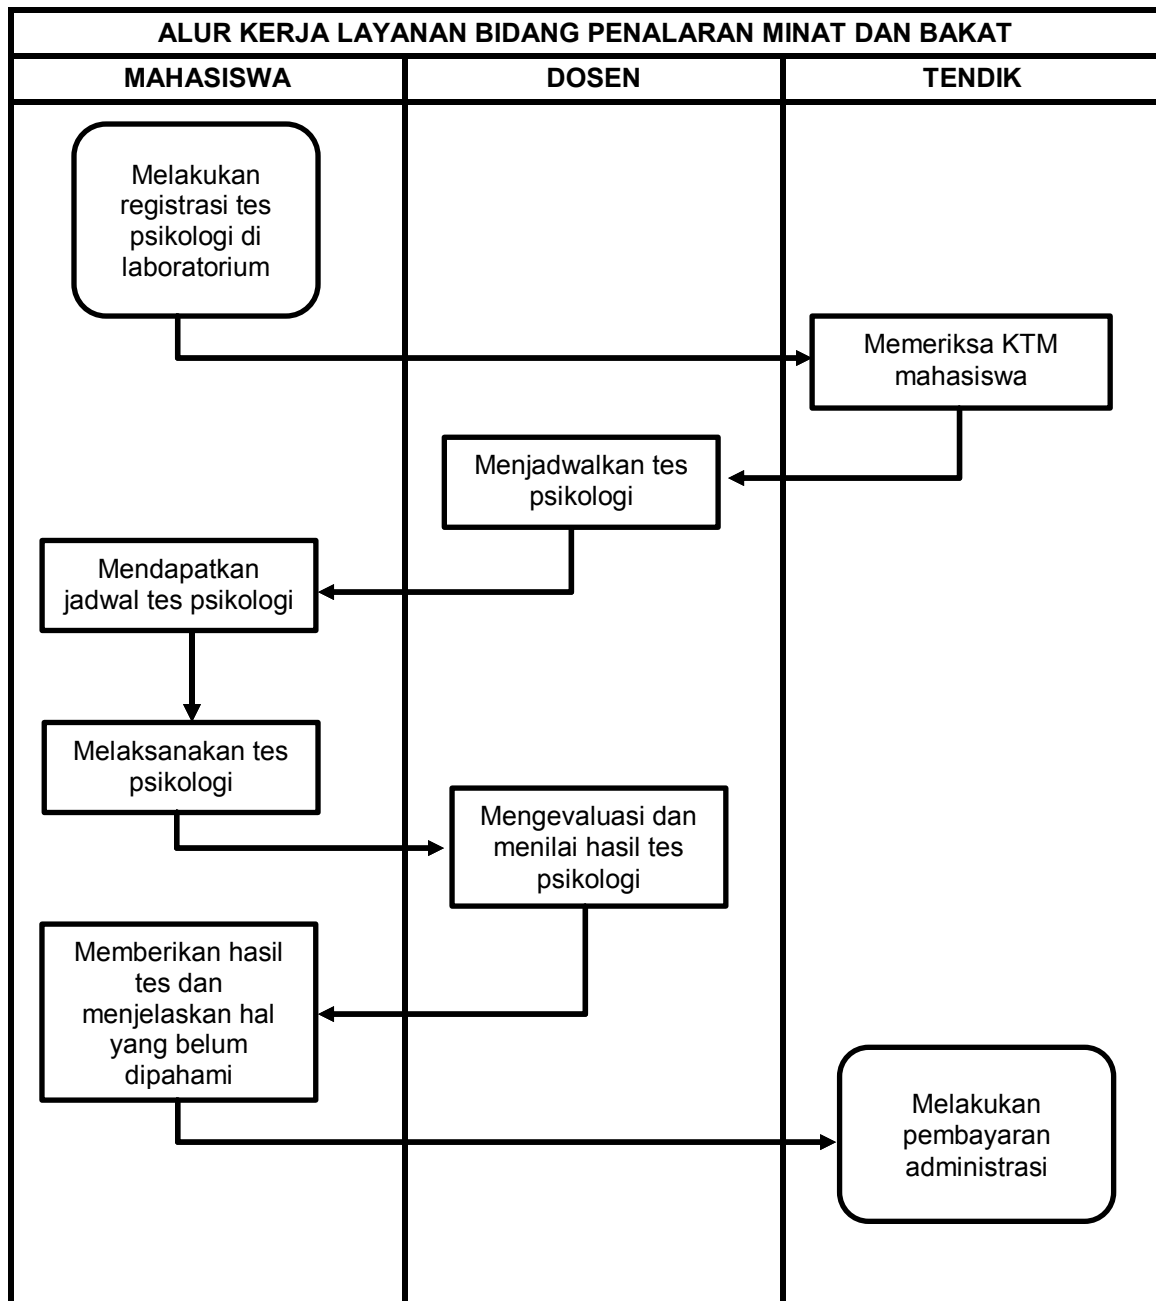 ALUR KERJA LAYANAN BIDANG PENALARAN MINAT DAN BAKAT
MAHASISWA
DOSEN
TENDIK
Melakukan
registrasi tes
psikologi di
laboratorium
Memeriksa KTM
mahasiswa
Menjadwalkan tes
psikologi
Mendapatkan
jadwal tes psikologi
Melaksanakan tes
psikologi
Mengevaluasi dan
menilai hasil tes
psikologi
Memberikan hasil
tes dan
menjelaskan hal
yang belum
dipahami
Melakukan
pembayaran
administrasi